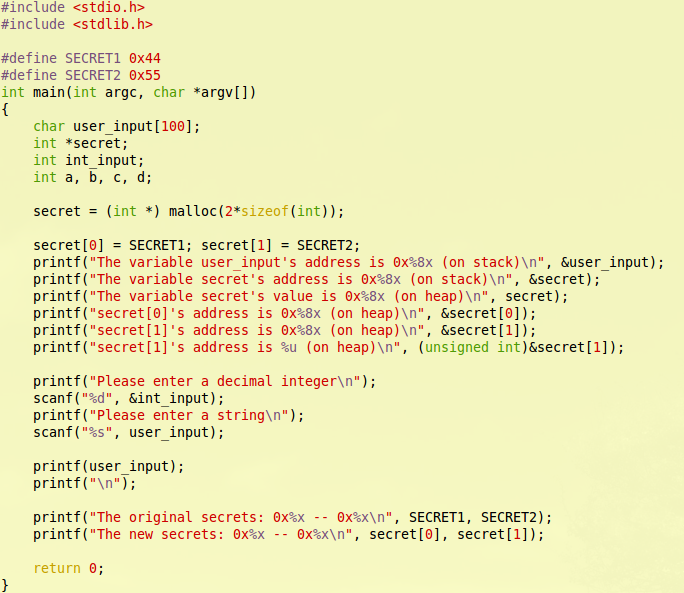 #include <stdio.h>
#include <stdlib.h>
#define SECRET1 0x44
#define SECRET2 0x55
int main(int argc, char *argv[])
{
    char user_input[100];
    int *secret;
    int int_input;
    int a, b, c, d;
    secret = (int *) malloc(2*sizeof(int));
    secret[0] = SECRET1; secret[1] = SECRET2;
    printf("The variable user_input's address is 0x%8x (on stack)\n", &user_input);
    printf("The variable secret's address is 0x%8x (on stack)\n", &secret);
    printf("The variable secret's value is 0x%8x (on heap)\n", secret);
    printf("secret[0]'s address is 0x%8x (on heap)\n", &secret[0]);
    printf("secret[1]'s address is 0x%8x (on heap)\n", &secret[1]);
    printf("secret[1]'s address is %u (on heap)\n", (unsigned int)&secret[1]);
    printf("Please enter a decimal integer\n");
    scanf("%d", &int_input);
    printf("Please enter a string\n");
    scanf("%s", user_input);
    printf(user_input);
    printf("\n");
    printf("The original secrets: 0x%x -- 0x%x\n", SECRET1, SECRET2);
    printf("The new secrets: 0x%x -- 0x%x\n", secret[0], secret[1]);
    return 0;
}